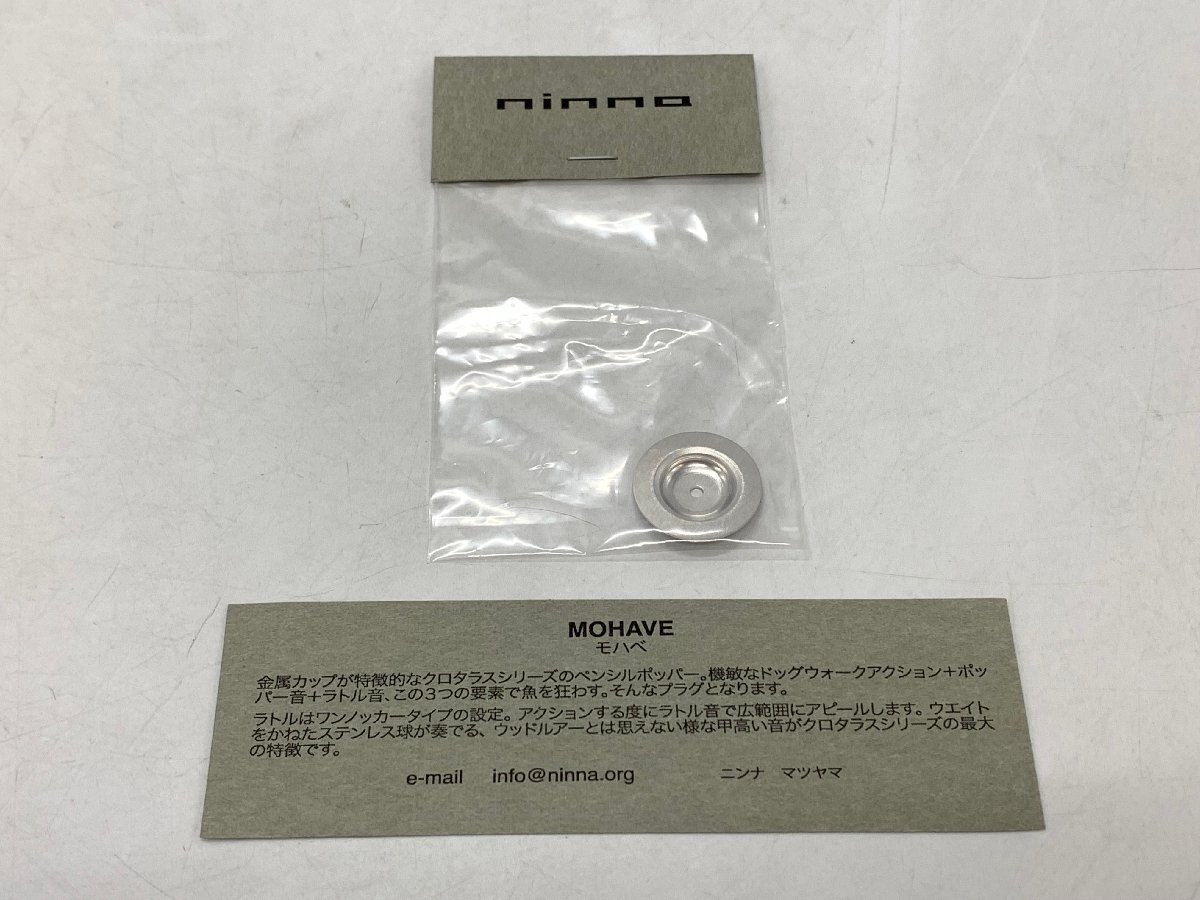 ninna
MOHAVE
モハベ
金属カップが特徴的なクロタラスシリーズのペンシルポッパー。機敏なドッグウォークアクション＋ポッ
パー音＋ラトル音、この３つの要素で魚を狂わす。そんなプラグとなります。
ラトルはワンノッカータイプの設定。アクションする度にラトル音で広範囲にアピールします。ウエイト
をかねたステンレス球が奏でる、ウッドルアーとは思えない様な甲高い音がクロタラスシリーズの最大
の特徴です。
e-mail info@ninna.org ニンナ マツヤマ